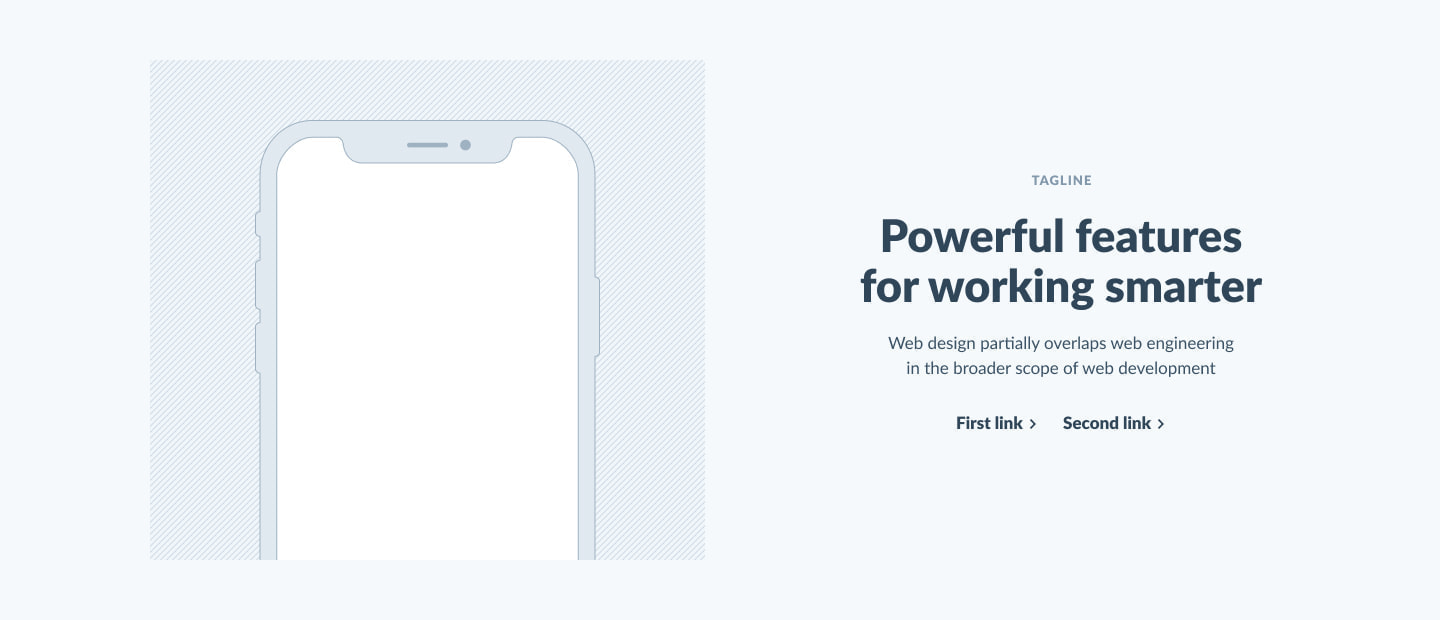 TAGLINE
Powerful features
for working smarter
Web design partially overlaps web engineering
in the broader scope of web development
First link > Second link >